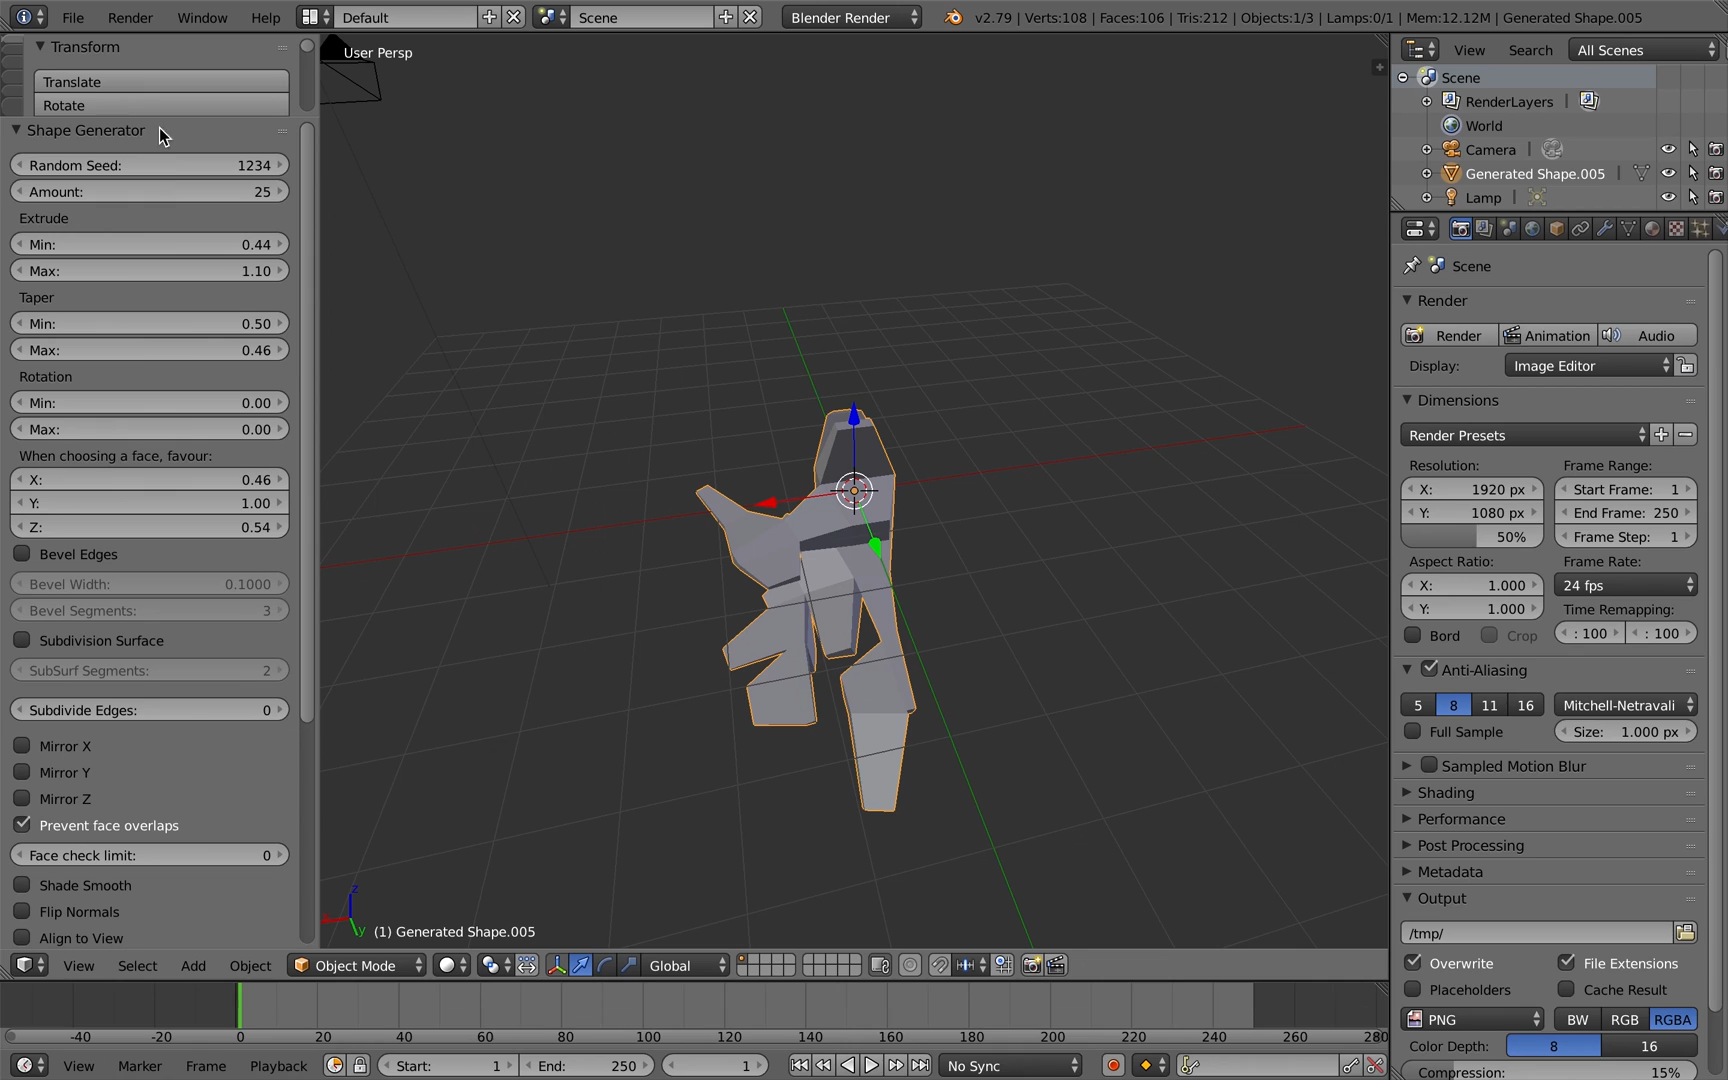 File Render Window Help Default Scene Blender Render v2.79 | Verts:108 | Faces:106 | Tris:212 | Objects:1/3 | Lamps:0/1 | Mem:12.12M | Generated Shape.005
Transform
Translate
Rotate
Shape Generator
Random Seed: 1234
Amount: 25
Extrude
Min: 0.44
Max: 1.10
Taper
Min: 0.50
Max: 0.46
Rotation
Min: 0.00
Max: 0.00
When choosing a face, favour:
X: 0.46
Y: 1.00
Z: 0.54
Bevel Edges
Bevel Width: 0.1000
Bevel Segments: 3
Subdivision Surface
SubSurf Segments: 2
Subdivide Edges: 0
Mirror X
Mirror Y
Mirror Z
Prevent face overlaps
Face check limit: 0
Shade Smooth
Flip Normals
Align to View
User Persp
z
y
(1) Generated Shape.005
View Select Add Object Object Mode Global
-40 -20 0 20 40 60 80 100 120 140 160 180 200 220 240 260 280
View Marker Frame Playback Start: 1 End: 250 1 No Sync
View Search All Scenes
Scene
RenderLayers |
World
Camera |
Generated Shape.005 |
Lamp |
Scene
Render
Render Animation Audio
Display: Image Editor
Dimensions
Render Presets
Resolution: Frame Range:
X: 1920 px Start Frame: 1
Y: 1080 px End Frame: 250
50% Frame Step: 1
Aspect Ratio: Frame Rate:
X: 1.000 24 fps
Y: 1.000 Time Remapping:
Bord Crop : 100 : 100
Anti-Aliasing
5 8 11 16 Mitchell-Netravali
Full Sample Size: 1.000 px
Sampled Motion Blur
Shading
Performance
Post Processing
Metadata
Output
/tmp/
Overwrite File Extensions
Placeholders Cache Result
PNG BW RGB RGBA
Color Depth: 8 16
Compression: 15%